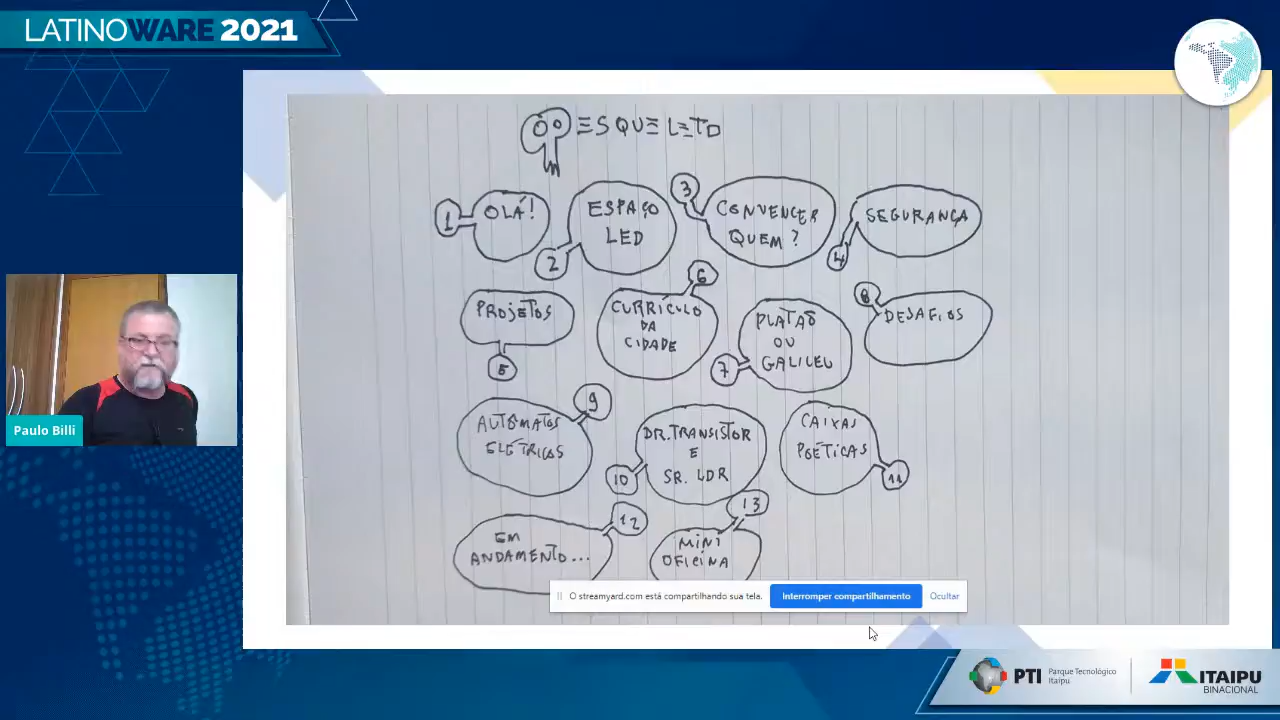 LATINOWARE 2021
ESQUELETO
1 OLÁ!
2 ESPAÇO
LED
3 CONVENCER
QUEM?
4 SEGURANÇA
PROJETOS
5
6 CURRÍCULO
DA
CIDADE
7 PLATÃO
OU
GALILEU
8 DESAFIOS
9 AUTÔMATOS
ELÉTRICOS
10 DR. TRANSISTOR
E
SR. LDR
CAIXAS
POÉTICAS
11
12 EM
ANDAMENTO...
13 MINI
OFICINA
O streamyard.com está compartilhando sua tela. Interromper compartilhamento Ocultar
Paulo Billi
PTI Parque Tecnológico
Itaipu
ITAIPU
BINACIONAL